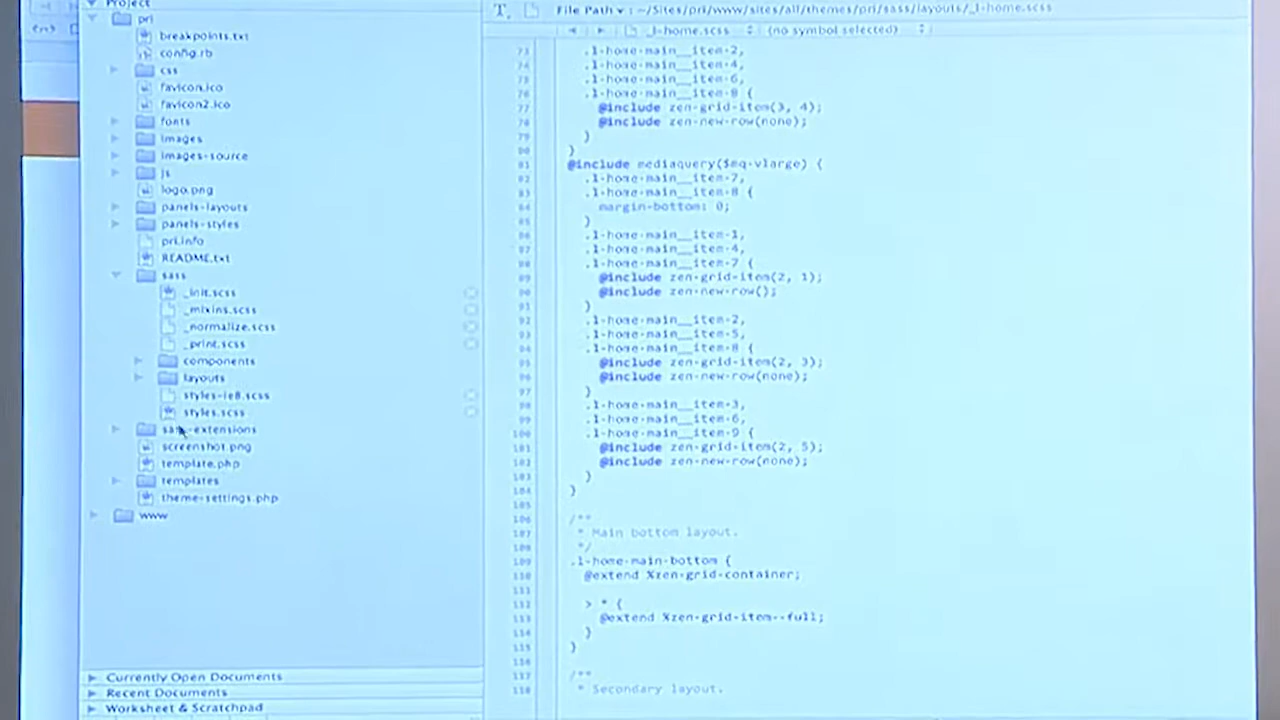 Project
pri
breakpoints.txt
config.rb
css
favicon.ico
favicon2.ico
fonts
images
images-source
js
logo.png
panels-layouts
panels-styles
pri.info
README.txt
sass
_init.scss
_mixins.scss
_normalize.scss
_print.scss
components
layouts
styles-ie8.scss
styles.scss
sass-extensions
screenshot.png
template.php
templates
theme-settings.php
www
Currently Open Documents
Recent Documents
Worksheet & Scratchpad
File Path ▾ : ~/Sites/pri/www/sites/all/themes/pri/sass/layouts/_l-home.scss
_l-home.scss (no symbol selected)
73 .l-home-main__item-2,
74 .l-home-main__item-4,
75 .l-home-main__item-6,
76 .l-home-main__item-8 {
77 @include zen-grid-item(3, 4);
78 @include zen-new-row(none);
79 }
80 }
81 @include mediaquery($mq-vlarge) {
82 .l-home-main__item-7,
83 .l-home-main__item-8 {
84 margin-bottom: 0;
85 }
86 .l-home-main__item-1,
87 .l-home-main__item-4,
88 .l-home-main__item-7 {
89 @include zen-grid-item(2, 1);
90 @include zen-new-row();
91 }
92 .l-home-main__item-2,
93 .l-home-main__item-5,
94 .l-home-main__item-8 {
95 @include zen-grid-item(2, 3);
96 @include zen-new-row(none);
97 }
98 .l-home-main__item-3,
99 .l-home-main__item-6,
100 .l-home-main__item-9 {
101 @include zen-grid-item(2, 5);
102 @include zen-new-row(none);
103 }
104 }
105
106 /**
107 * Main bottom layout.
108 */
109 .l-home-main-bottom {
110 @extend %zen-grid-container;
111
112 > * {
113 @extend %zen-grid-item--full;
114 }
115 }
116
117 /**
118 * Secondary layout.